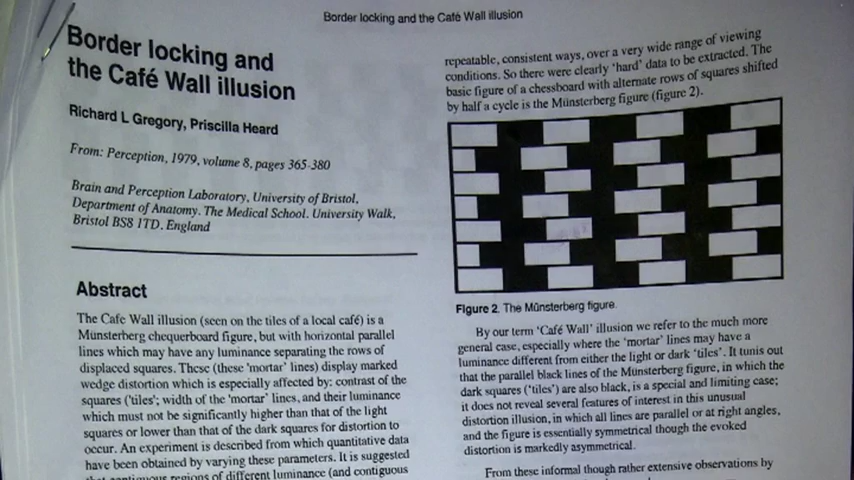 Border locking and the Café Wall illusion
Border locking and
the Café Wall illusion
Richard L Gregory, Priscilla Heard
From: Perception, 1979, volume 8, pages 365-380
Brain and Perception Laboratory, University of Bristol,
Department of Anatomy. The Medical School. University Walk,
Bristol BS8 1TD. England
Abstract
The Cafe Wall illusion (seen on the tiles of a local café) is a
Munsterberg chequerboard figure, but with horizontal parallel
lines which may have any luminance separating the rows of
displaced squares. These (these 'mortar' lines) display marked
wedge distortion which is especially affected by: contrast of the
squares ('tiles'; width of the 'mortar' lines, and their luminance
which must not be significantly higher than that of the light
squares or lower than that of the dark squares for distortion to
occur. An experiment is described from which quantitative data
have been obtained by varying these parameters. It is suggested
that contiguous regions of different luminance (and contiguous
repeatable, consistent ways, over a very wide range of viewing
conditions. So there were clearly 'hard' data to be extracted. The
basic figure of a chessboard with alternate rows of squares shifted
by half a cycle is the Münsterberg figure (figure 2).
Figure 2. The Münsterberg figure.
By our term 'Café Wall' illusion we refer to the much more
general case, especially where the 'mortar' lines may have a
luminance different from either the light or dark 'tiles'. It tunis out
that the parallel black lines of the Munsterberg figure, in which the
dark squares ('tiles') are also black, is a special and limiting case;
it does not reveal several features of interest in this unusual
distortion illusion, in which all lines are parallel or at right angles,
and the figure is essentially symmetrical though the evoked
distortion is markedly asymmetrical.
From these informal though rather extensive observations by